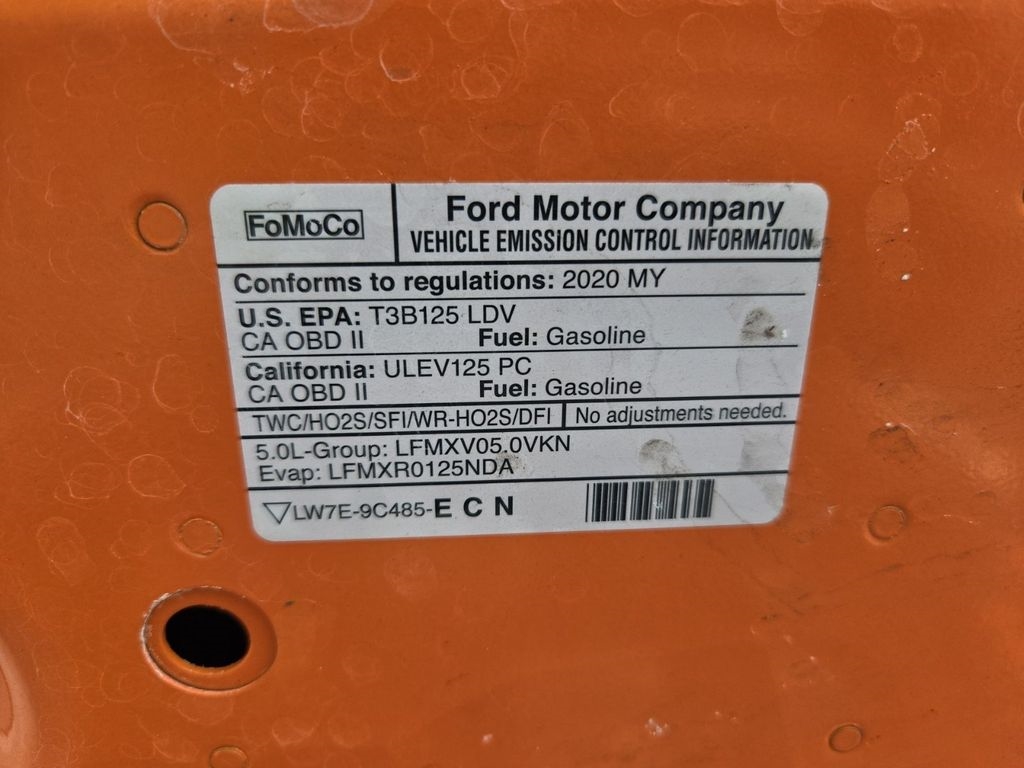 FoMoCo
Ford Motor Company
VEHICLE EMISSION CONTROL INFORMATION
Conforms to regulations: 2020 MY
U.S. EPA: T3B125 LDV
CA OBD II Fuel: Gasoline
California: ULEV125 PC
CA OBD II Fuel: Gasoline
TWC/HO2S/SFI/WR-HO2S/DFI No adjustments needed.
5.0L-Group: LFMXV05.0VKN
Evap: LFMXR0125NDA
LW7E-9C485-E C N